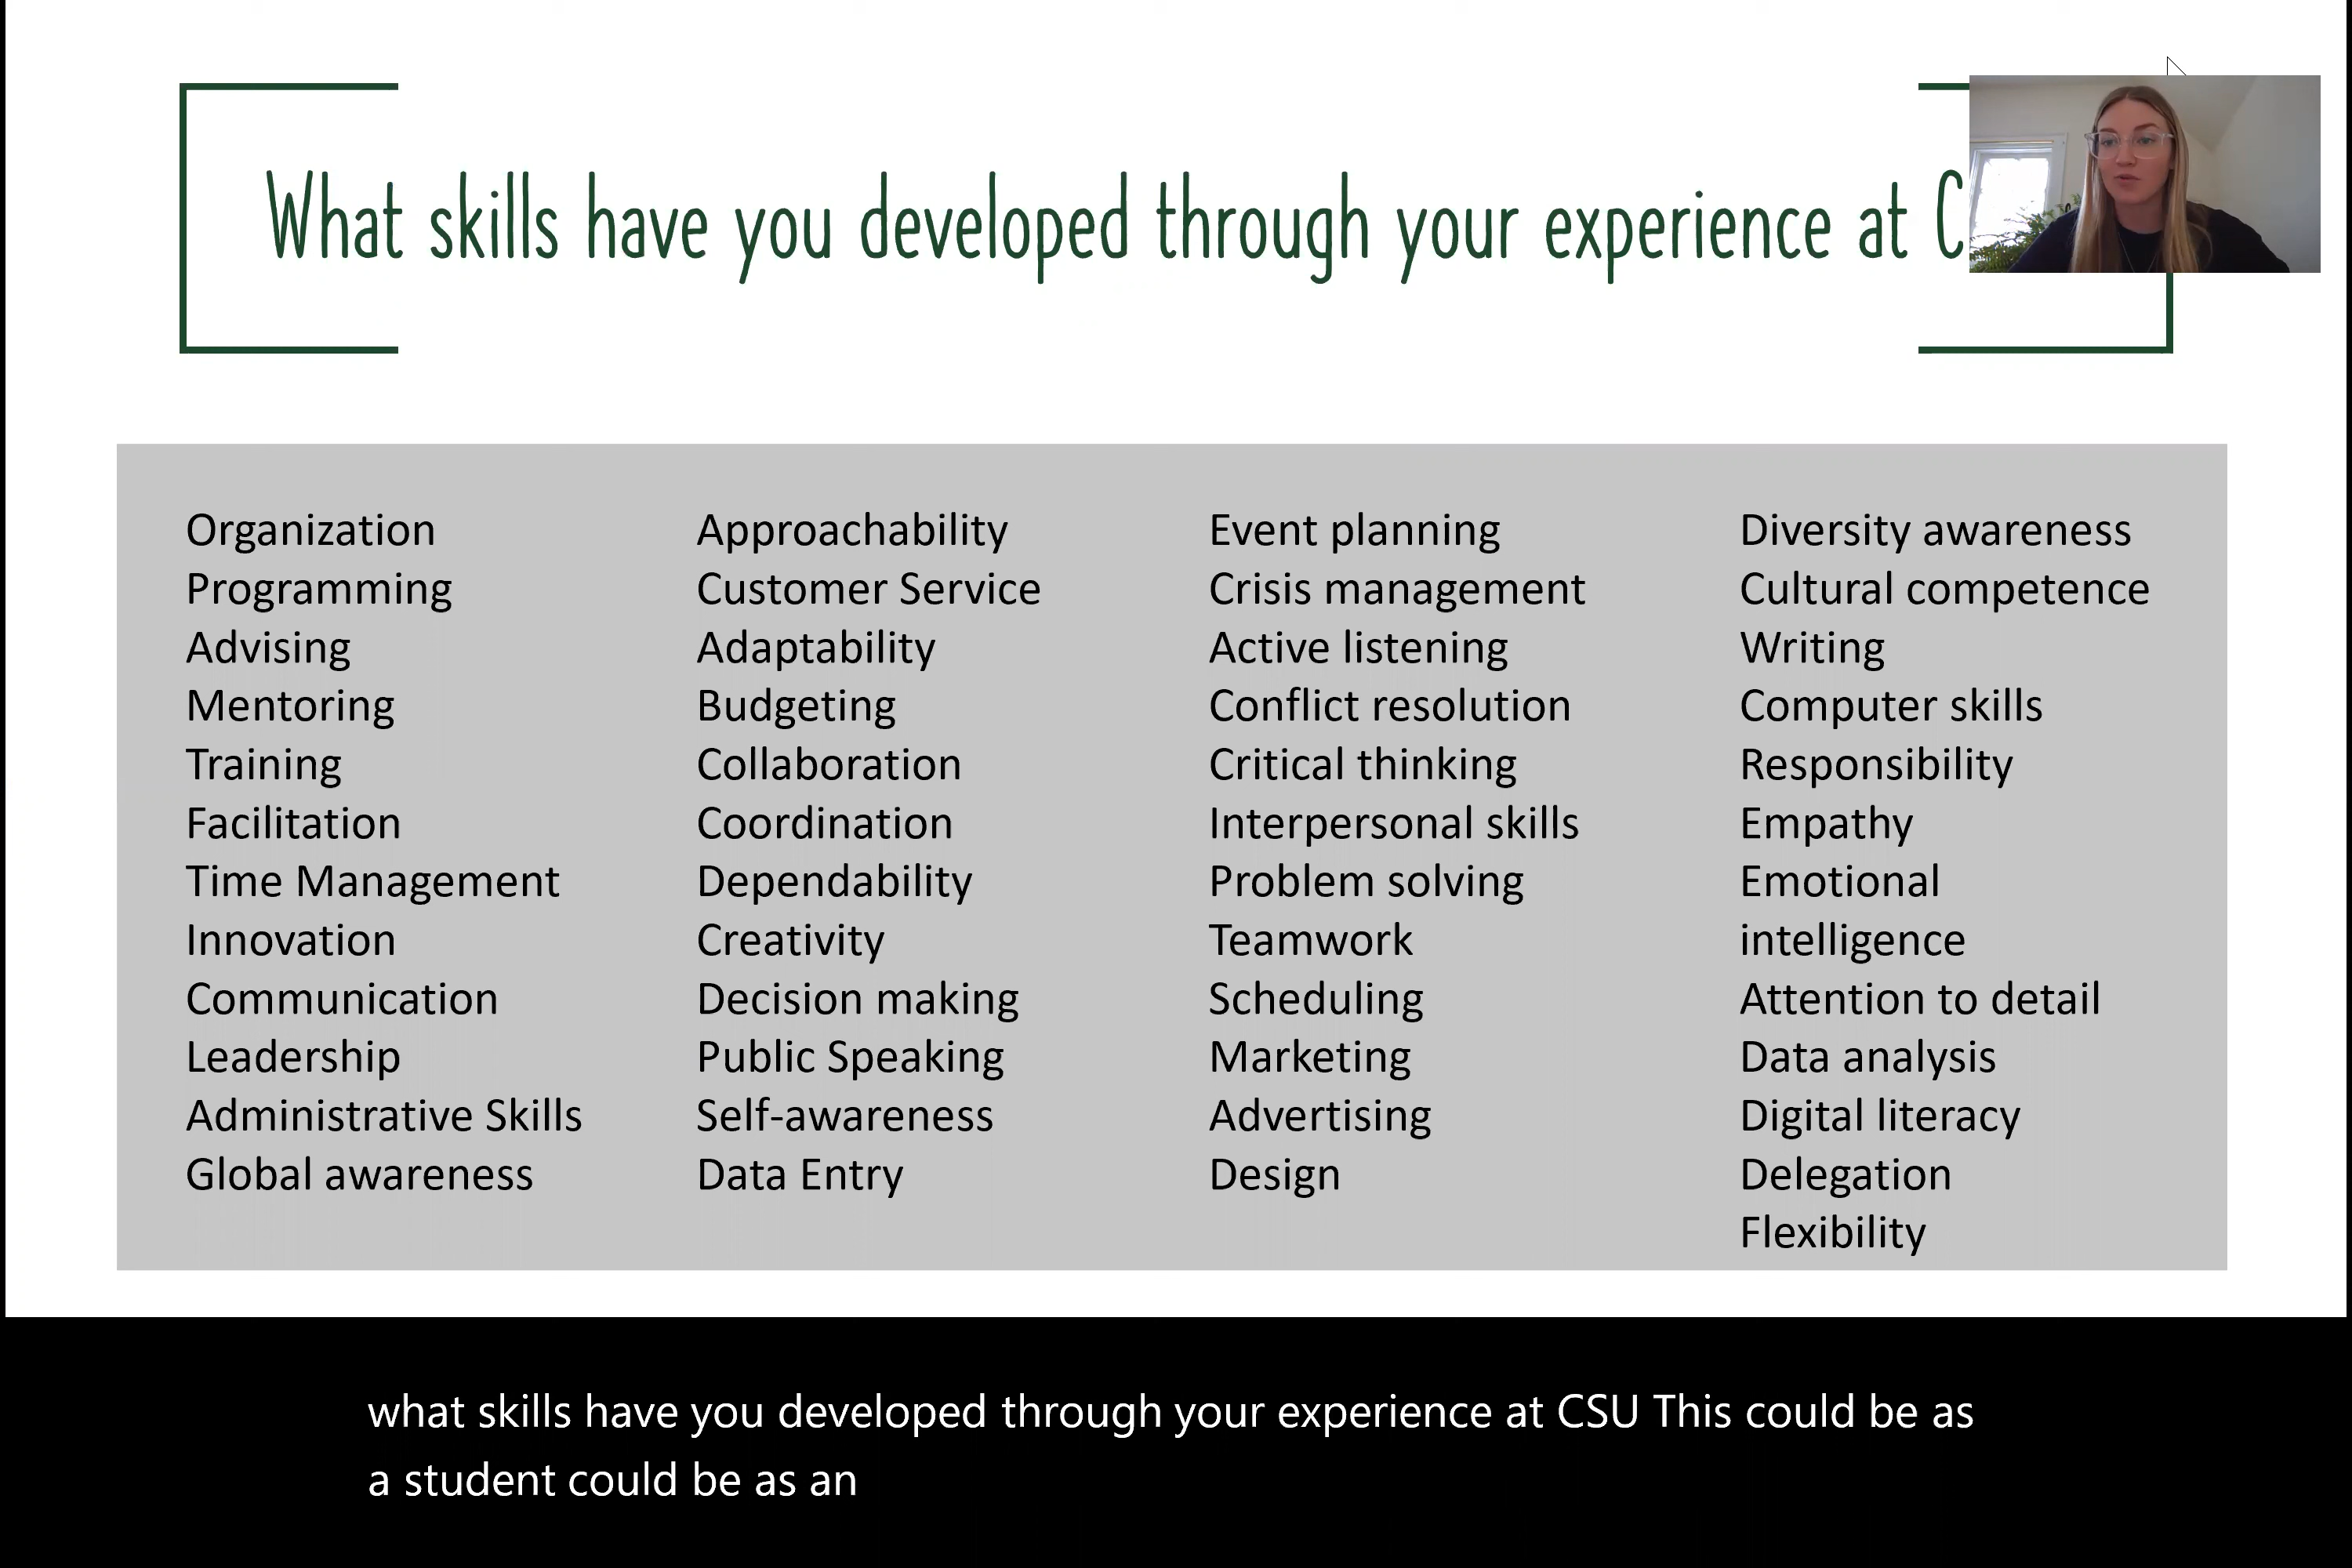 What skills have you developed through your experience at C
Organization
Programming
Advising
Mentoring
Training
Facilitation
Time Management
Innovation
Communication
Leadership
Administrative Skills
Global awareness
Approachability
Customer Service
Adaptability
Budgeting
Collaboration
Coordination
Dependability
Creativity
Decision making
Public Speaking
Self-awareness
Data Entry
Event planning
Crisis management
Active listening
Conflict resolution
Critical thinking
Interpersonal skills
Problem solving
Teamwork
Scheduling
Marketing
Advertising
Design
Diversity awareness
Cultural competence
Writing
Computer skills
Responsibility
Empathy
Emotional
intelligence
Attention to detail
Data analysis
Digital literacy
Delegation
Flexibility
what skills have you developed through your experience at CSU This could be as
a student could be as an